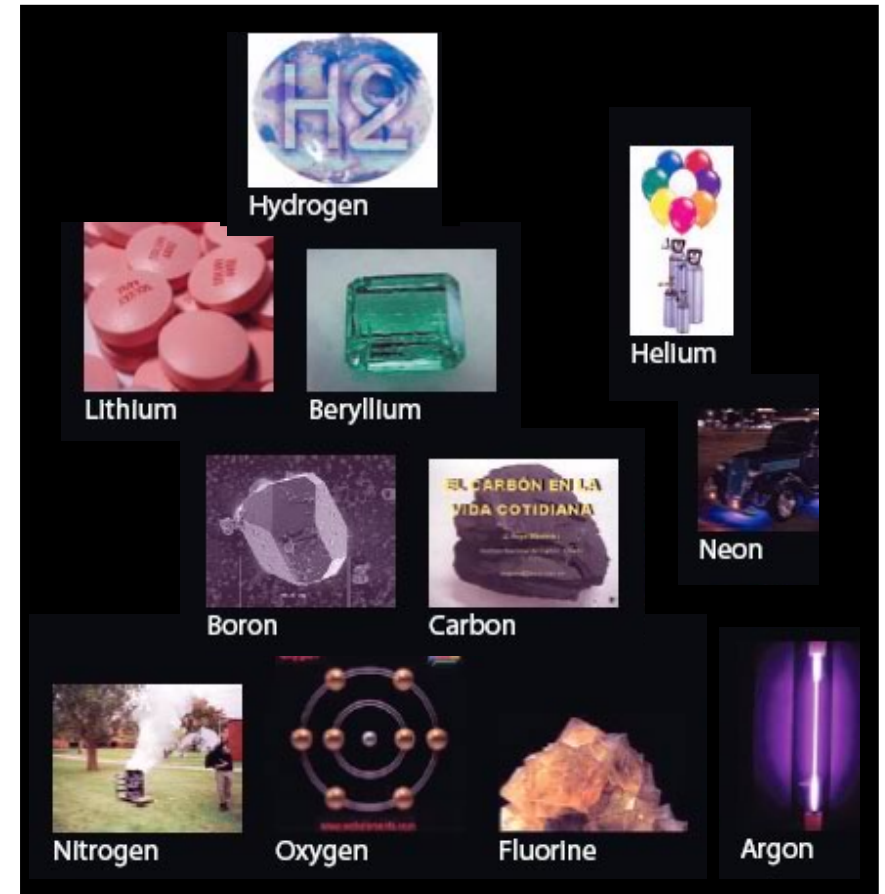 H2
Hydrogen
Helium
Lithium
Beryllium
EL CARBÓN EN LA
VIDA COTIDIANA
Neon
Boron
Carbon
Nitrogen
Oxygen
Fluorine
Argon